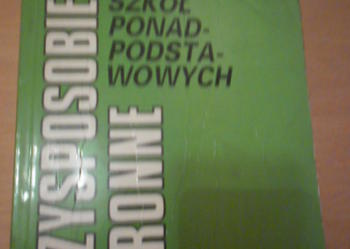 ZYSPOSOBIE
RONNE
SZKÓŁ
PONAD-
PODSTA-
WOWYCH